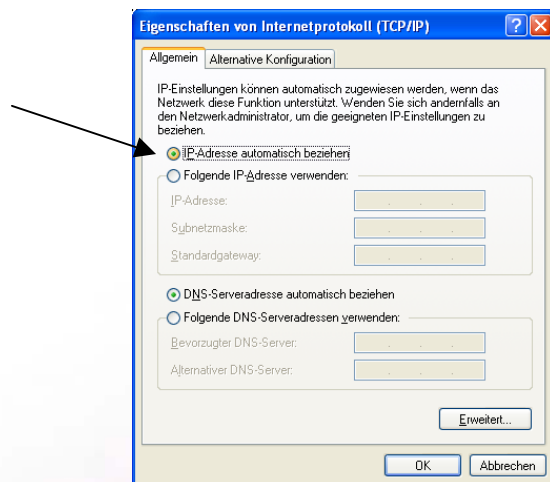 Eigenschaften von Internetprotokoll (TCP/IP)
Allgemein
Alternative Konfiguration
IP-Einstellungen können automatisch zugewiesen werden, wenn das
Netzwerk diese Funktion unterstützt. Wenden Sie sich andernfalls an
den Netzwerkadministrator, um die geeigneten IP-Einstellungen zu
beziehen.
IP-Adresse automatisch beziehen
Folgende IP-Adresse verwenden:
IP-Adresse:
Subnetzmaske:
Standardgateway:
DNS-Serveradresse automatisch beziehen
Folgende DNS-Serveradressen verwenden:
Bevorzugter DNS-Server:
Alternativer DNS-Server:
Erweitert...
OK
Abbrechen